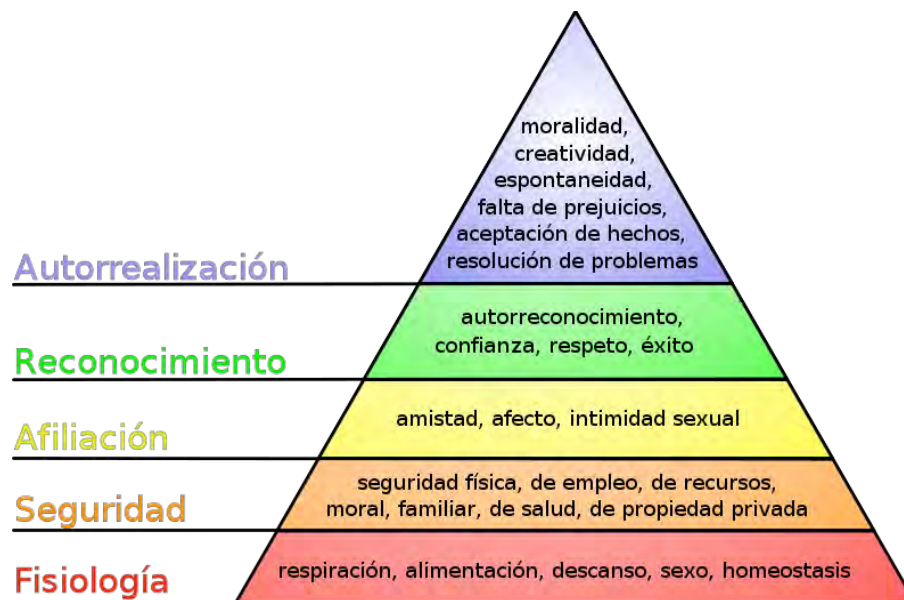 moralidad,
creatividad,
espontaneidad,
falta de prejuicios,
aceptación de hechos,
resolución de problemas
Autorrealización
autorreconocimiento,
confianza, respeto, éxito
Reconocimiento
amistad, afecto, intimidad sexual
Afiliación
seguridad física, de empleo, de recursos,
moral, familiar, de salud, de propiedad privada
Seguridad
respiración, alimentación, descanso, sexo, homeostasis
Fisiología